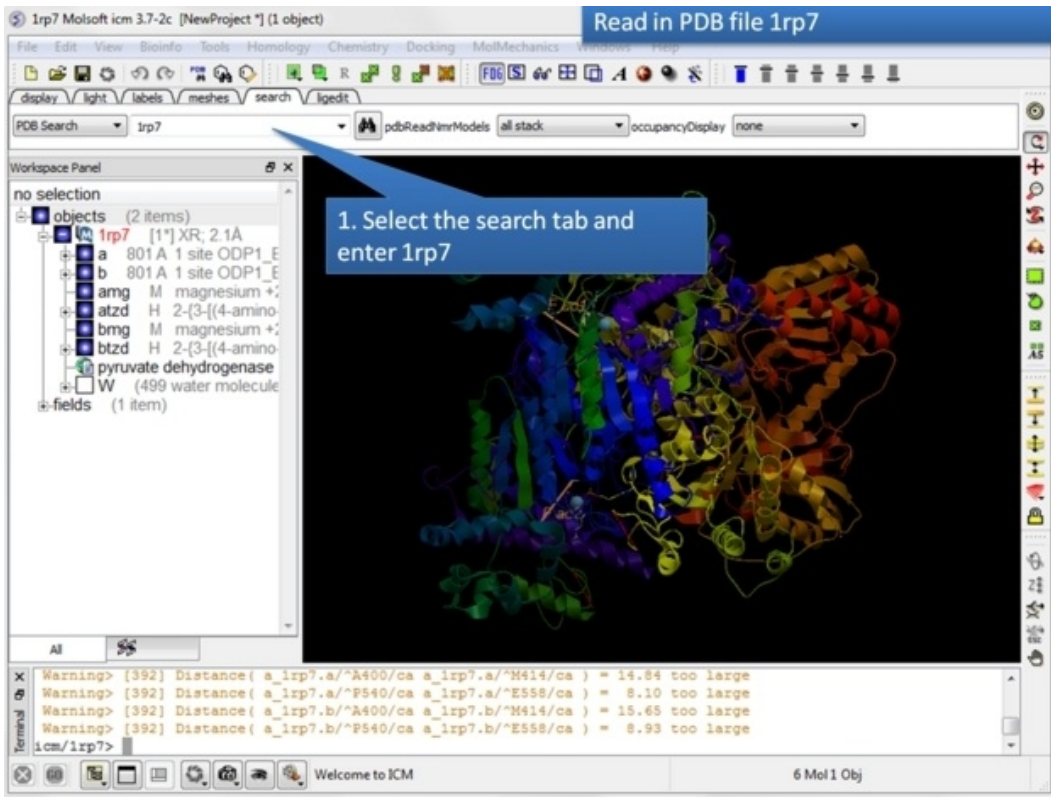 1rp7 Molsoft icm 3.7-2c [NewProject *] (1 object)
Read in PDB file 1rp7
File Edit View Bioinfo Tools Homology Chemistry Docking MolMechanics Windows Help
display light labels meshes search ligedit
PDB Search 1rp7 pdbReadNmrModels all stack occupancyDisplay none
Workspace Panel
no selection
objects (2 items)
1rp7 [1*] XR; 2.1Å
a 801 A 1 site ODP1_E
b 801 A 1 site ODP1_E
amg M magnesium +2
atzd H 2-{3-[(4-amino-
bmg M magnesium +2
btzd H 2-{3-[(4-amino-
pyruvate dehydrogenase
W (499 water molecule
fields (1 item)
1. Select the search tab and
enter 1rp7
All
Terminal
Warning> [392] Distance( a_1rp7.a/^A400/ca a_1rp7.a/^M414/ca ) = 14.84 too large
Warning> [392] Distance( a_1rp7.a/^P540/ca a_1rp7.a/^E558/ca ) = 8.10 too large
Warning> [392] Distance( a_1rp7.b/^A400/ca a_1rp7.b/^M414/ca ) = 15.65 too large
Warning> [392] Distance( a_1rp7.b/^P540/ca a_1rp7.b/^E558/ca ) = 8.93 too large
icm/1rp7>
Welcome to ICM 6 Mol 1 Obj